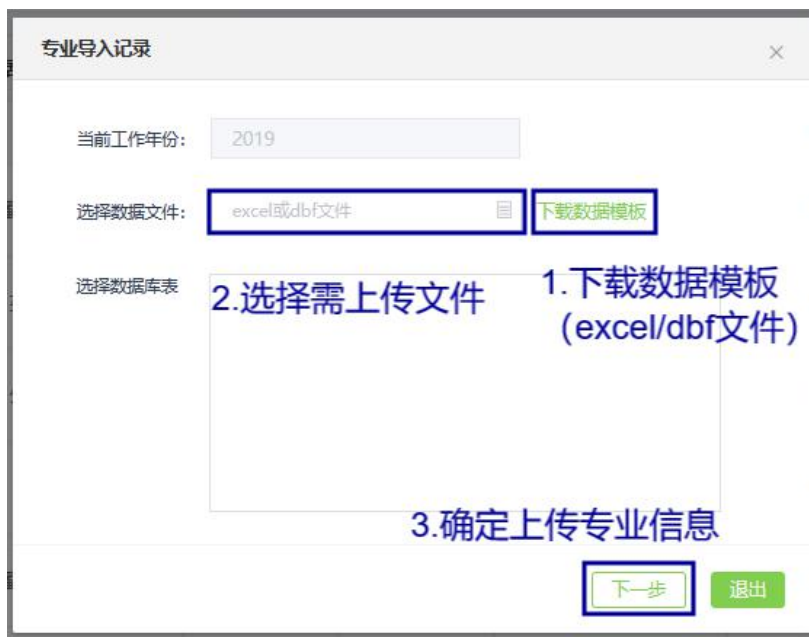 专业导入记录
当前工作年份： 2019
选择数据文件： excel或dbf文件 下载数据模板
选择数据库表
2.选择需上传文件
1.下载数据模板
（excel/dbf文件）
3.确定上传专业信息
下一步 退出